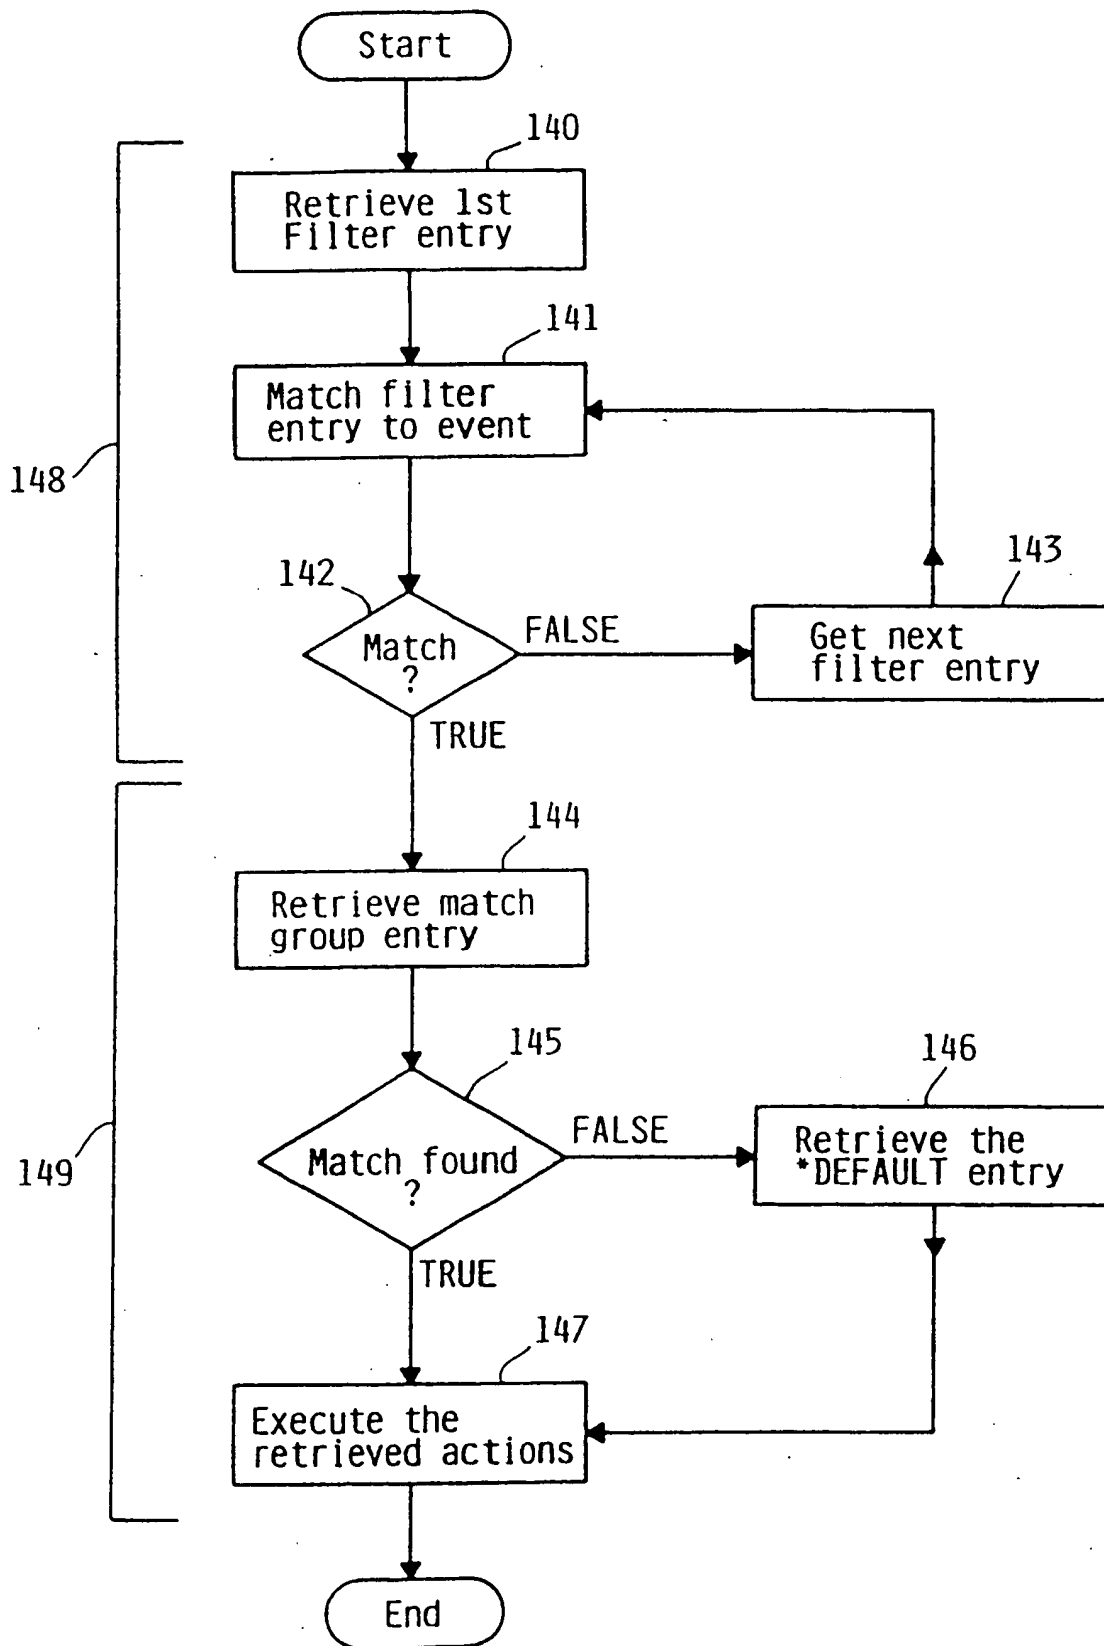 Start
140
Retrieve 1st
Filter entry
141
Match filter
entry to event
148
142
Match
?
FALSE
143
Get next
filter entry
TRUE
144
Retrieve match
group entry
145
Match found
?
FALSE
146
Retrieve the
*DEFAULT entry
149
TRUE
147
Execute the
retrieved actions
End